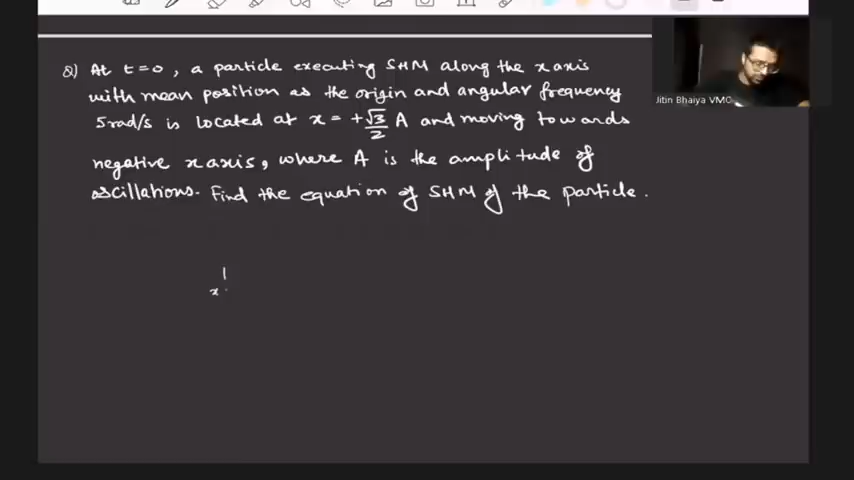 Q) At t=0, a particle executing SHM along the x axis
with mean position as the origin and angular frequency
5 rad/s is located at x = +√3/2 A and moving towards
negative x axis, where A is the amplitude of
oscillations. Find the equation of SHM of the particle.
x
Jitin Bhaiya VMC